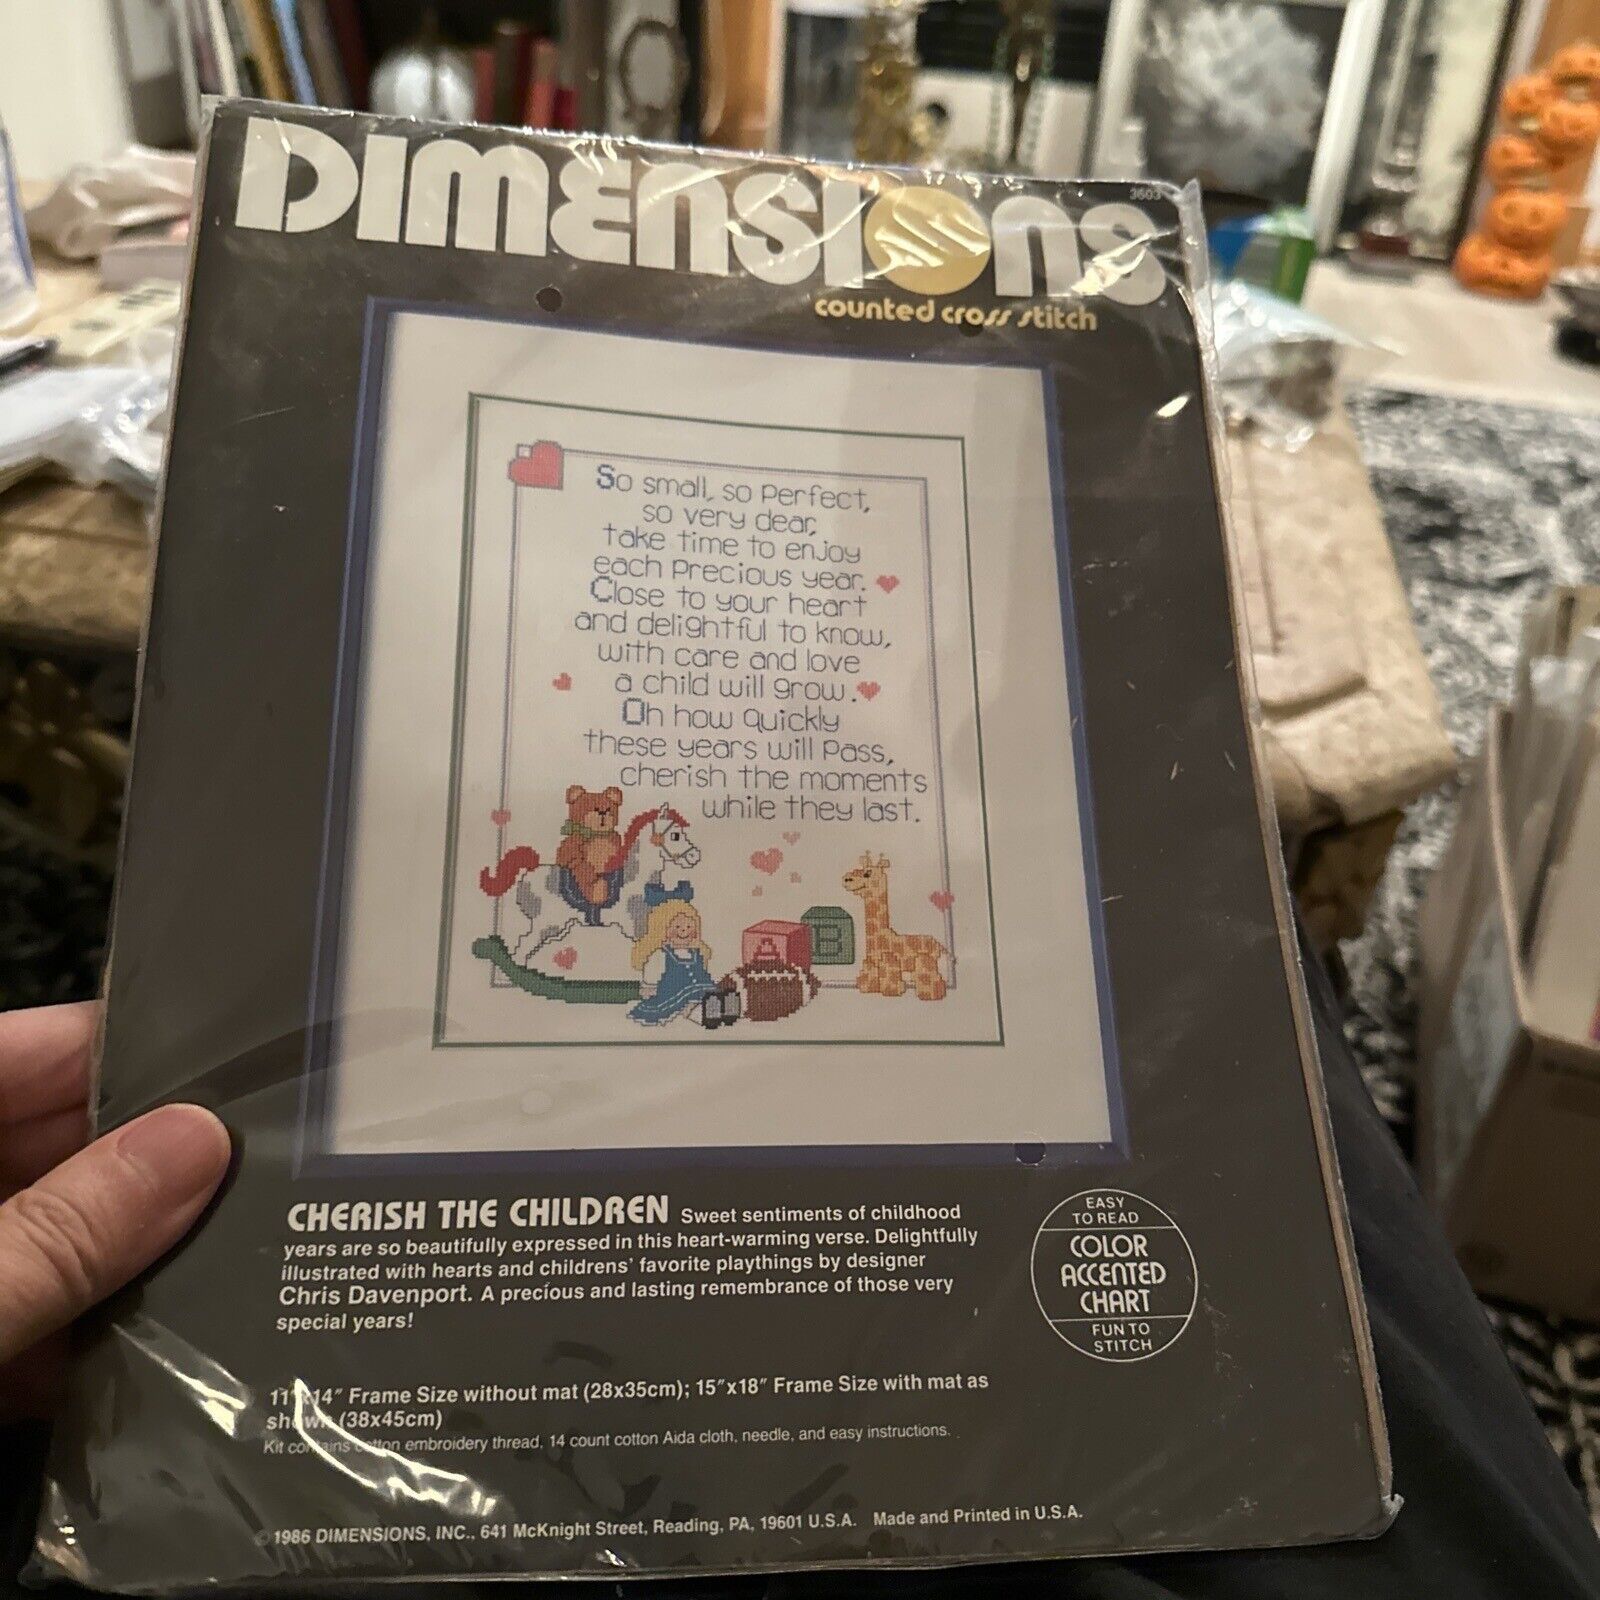 DIMENSIONS
3603
counted cross stitch
So small, so perfect,
so very dear,
take time to enjoy
each precious year.
Close to your heart
and delightful to know,
with care and love
a child will grow.
Oh how quickly
these years will pass,
cherish the moments
while they last.
A B
CHERISH THE CHILDREN Sweet sentiments of childhood
years are so beautifully expressed in this heart-warming verse. Delightfully
illustrated with hearts and childrens' favorite playthings by designer
Chris Davenport. A precious and lasting remembrance of those very
special years!
EASY
TO READ
COLOR
ACCENTED
CHART
FUN TO
STITCH
11"x14" Frame Size without mat (28x35cm); 15"x18" Frame Size with mat as
shown (38x45cm)
Kit contains cotton embroidery thread, 14 count cotton Aida cloth, needle, and easy instructions.
© 1986 DIMENSIONS, INC., 641 McKnight Street, Reading, PA, 19601 U.S.A. Made and Printed in U.S.A.